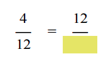 4/12 = 12/